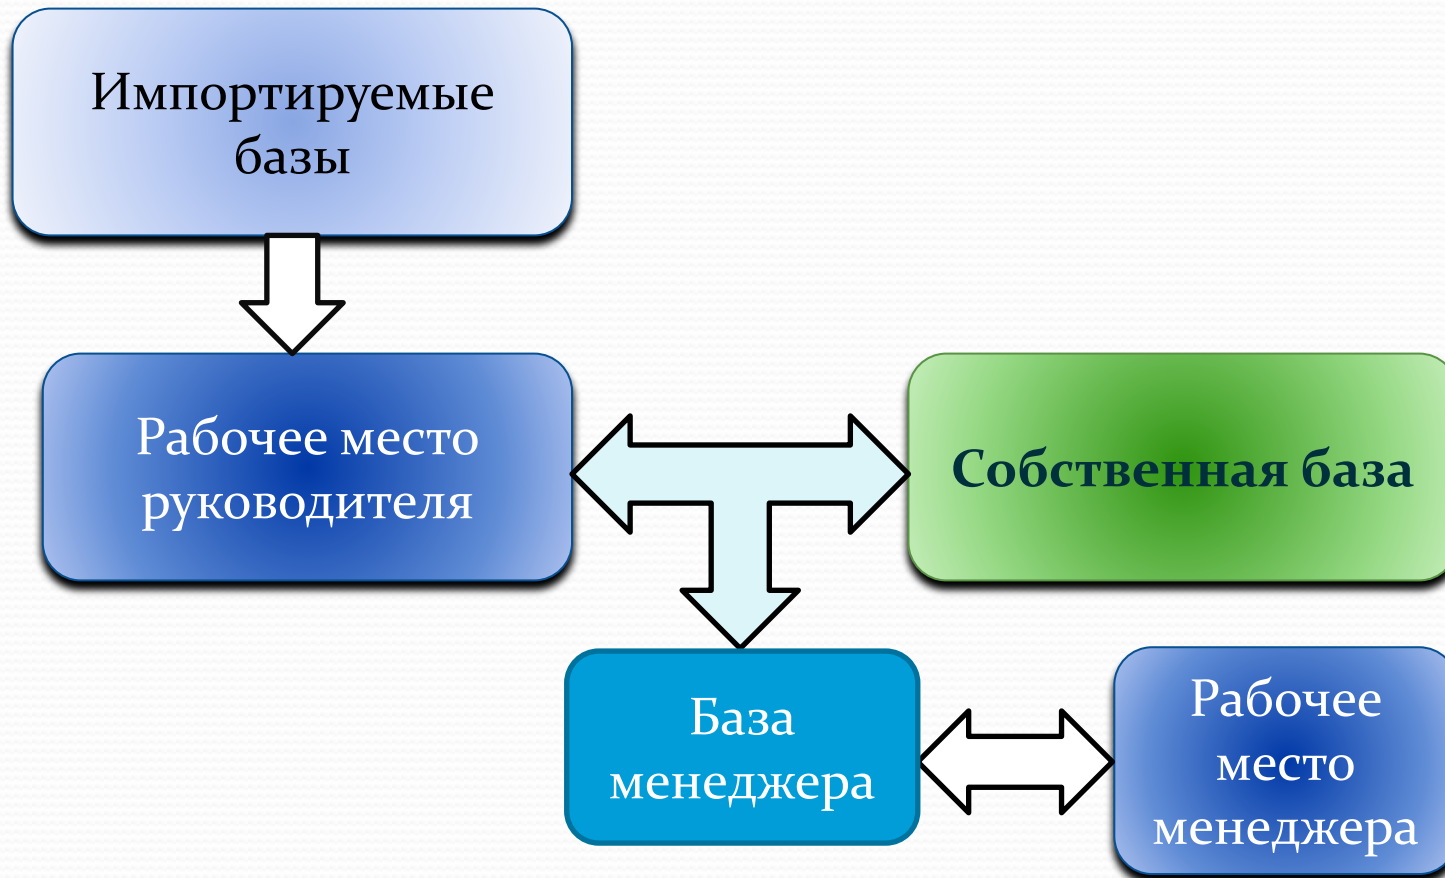 Импортируемые
базы
Рабочее место
руководителя
Собственная база
База
менеджера
Рабочее
место
менеджера